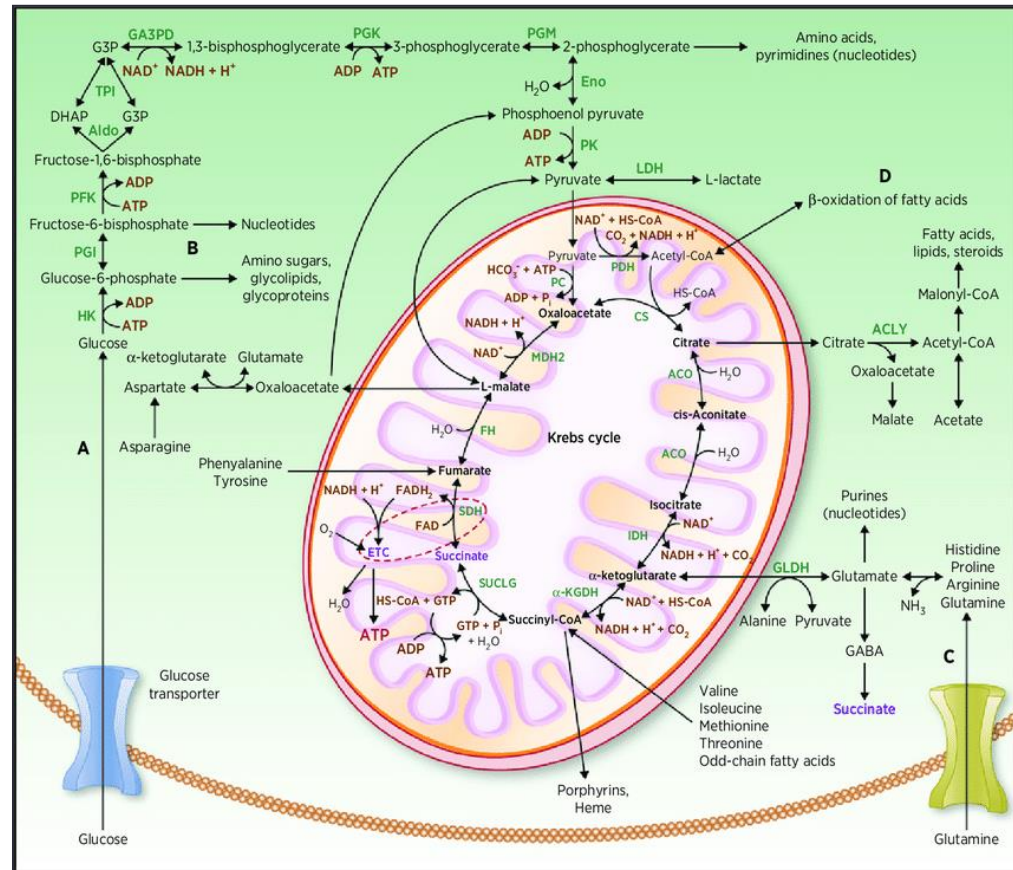 G3P
GA3PD
1,3-bisphosphoglycerate
PGK
3-phosphoglycerate
PGM
2-phosphoglycerate
Amino acids,
pyrimidines (nucleotides)
NAD⁺ NADH + H⁺
ADP ATP
TPI
DHAP G3P
Aldo
H₂O
Eno
Phosphoenol pyruvate
Fructose-1,6-bisphosphate
ADP
PK
ATP
PFK
ADP
ATP
Pyruvate
LDH
L-lactate
D
β-oxidation of fatty acids
Fructose-6-bisphosphate
Nucleotides
PGI
B
Glucose-6-phosphate
Amino sugars,
glycolipids,
glycoproteins
HK
ADP
ATP
Glucose
NAD⁺ + HS-CoA
CO₂ + NADH + H⁺
Pyruvate
PDH
Acetyl-CoA
HCO₃⁻ + ATP
PC
ADP + Pᵢ
Oxaloacetate
HS-CoA
CS
Citrate
Fatty acids,
lipids, steroids
Malonyl-CoA
Citrate
ACLY
Acetyl-CoA
Oxaloacetate
Malate
Acetate
α-ketoglutarate Glutamate
Aspartate
Oxaloacetate
Asparagine
A
NADH + H⁺
NAD⁺
MDH2
L-malate
H₂O
FH
Krebs cycle
ACO
H₂O
cis-Aconitate
ACO
H₂O
Phenyalanine
Tyrosine
Fumarate
NADH + H⁺
FADH₂
SDH
FAD
O₂
ETC
Succinate
H₂O
ATP
SUCLG
HS-CoA + GTP
GTP + Pᵢ
+ H₂O
ADP
ATP
Isocitrate
IDH
NAD⁺
NADH + H⁺ + CO₂
α-ketoglutarate
α-KGDH
NAD⁺ + HS-CoA
NADH + H⁺ + CO₂
Succinyl-CoA
Purines
(nucleotides)
GLDH
Glutamate
Alanine Pyruvate
NH₃
Histidine
Proline
Arginine
Glutamine
GABA
Succinate
C
Glucose
transporter
Valine
Isoleucine
Methionine
Threonine
Odd-chain fatty acids
Porphyrins,
Heme
Glucose
Glutamine